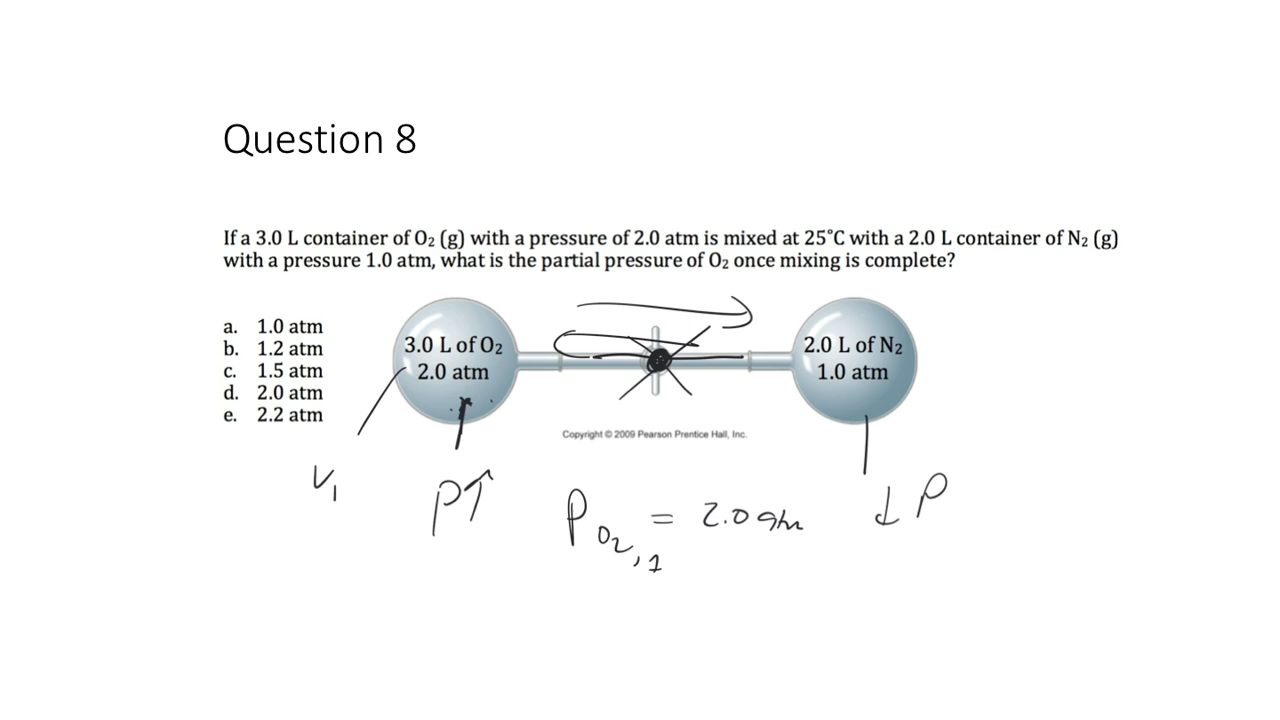 Question 8
If a 3.0 L container of O₂ (g) with a pressure of 2.0 atm is mixed at 25°C with a 2.0 L container of N₂ (g)
with a pressure 1.0 atm, what is the partial pressure of O₂ once mixing is complete?
a. 1.0 atm
b. 1.2 atm
c. 1.5 atm
d. 2.0 atm
e. 2.2 atm
3.0 L of O₂
2.0 atm
2.0 L of N₂
1.0 atm
Copyright © 2009 Pearson Prentice Hall, Inc.
V₁
P↑
P O₂,1 = 2.0 atm
↓P